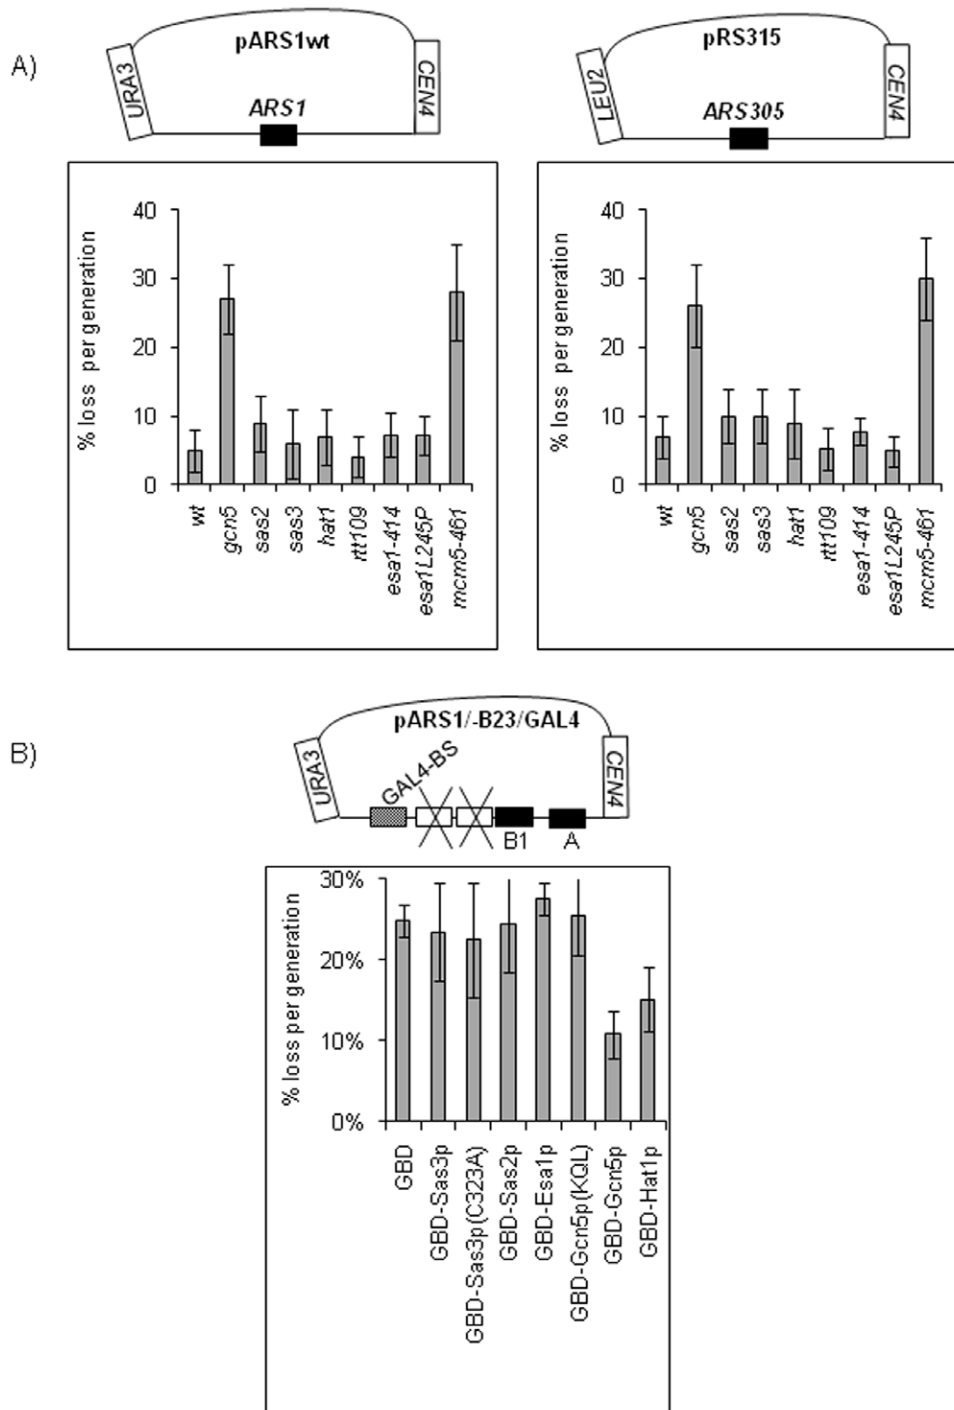 A)
pARS1wt
URA3
CEN4
ARS1
pRS315
LEU2
CEN4
ARS305
% loss per generation
40
30
20
10
0
wt
gcn5
sas2
sas3
hat1
rtt109
esa1-414
esa1L245P
mcm5-461
% loss per generation
40
30
20
10
0
wt
gcn5
sas2
sas3
hat1
rtt109
esa1-414
esa1L245P
mcm5-461
B)
pARS1/-B23/GAL4
URA3
GAL4-BS
CEN4
B1
A
% loss per generation
30%
20%
10%
0%
GBD
GBD-Sas3p
GBD-Sas3p(C323A)
GBD-Sas2p
GBD-Esa1p
GBD-Gcn5p(KQL)
GBD-Gcn5p
GBD-Hat1p